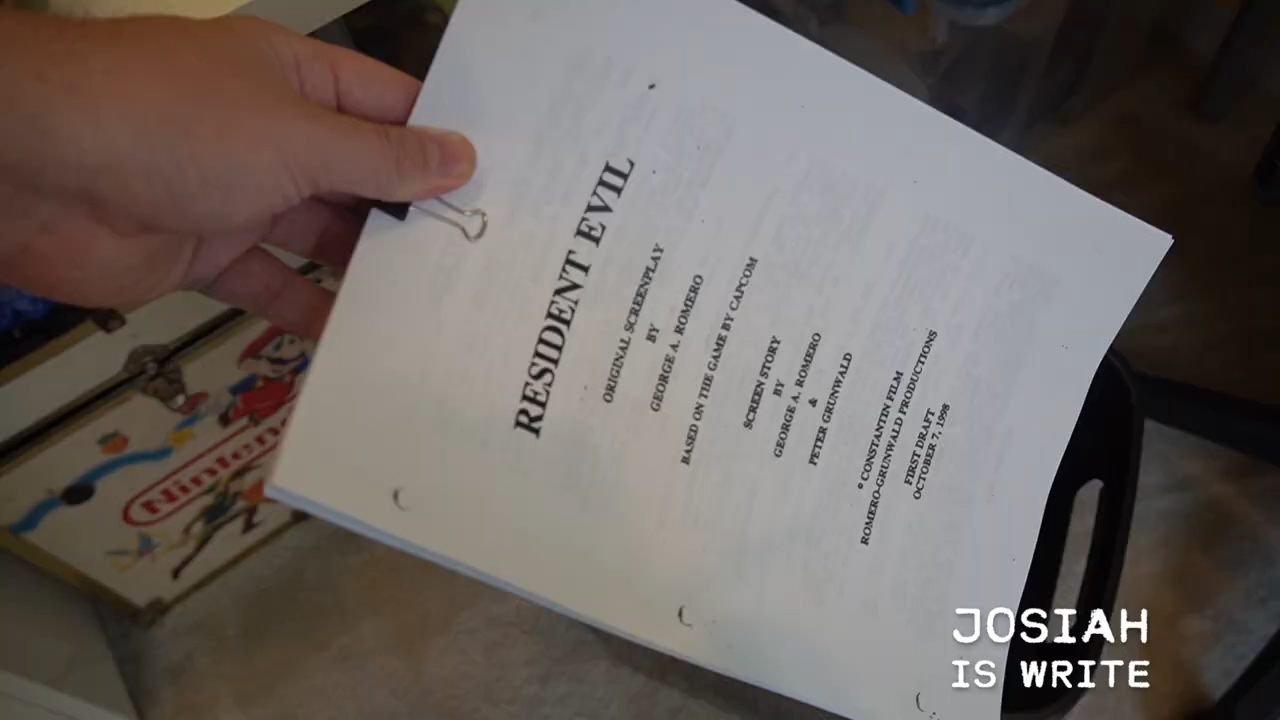 RESIDENT EVIL
ORIGINAL SCREENPLAY
BY
GEORGE A. ROMERO
BASED ON THE GAME BY CAPCOM
SCREEN STORY
BY
GEORGE A. ROMERO
&
PETER GRUNWALD
© CONSTANTIN FILM
ROMERO-GRUNWALD PRODUCTIONS
FIRST DRAFT
OCTOBER 7, 1998
Nintendo
JOSIAH
IS WRITE